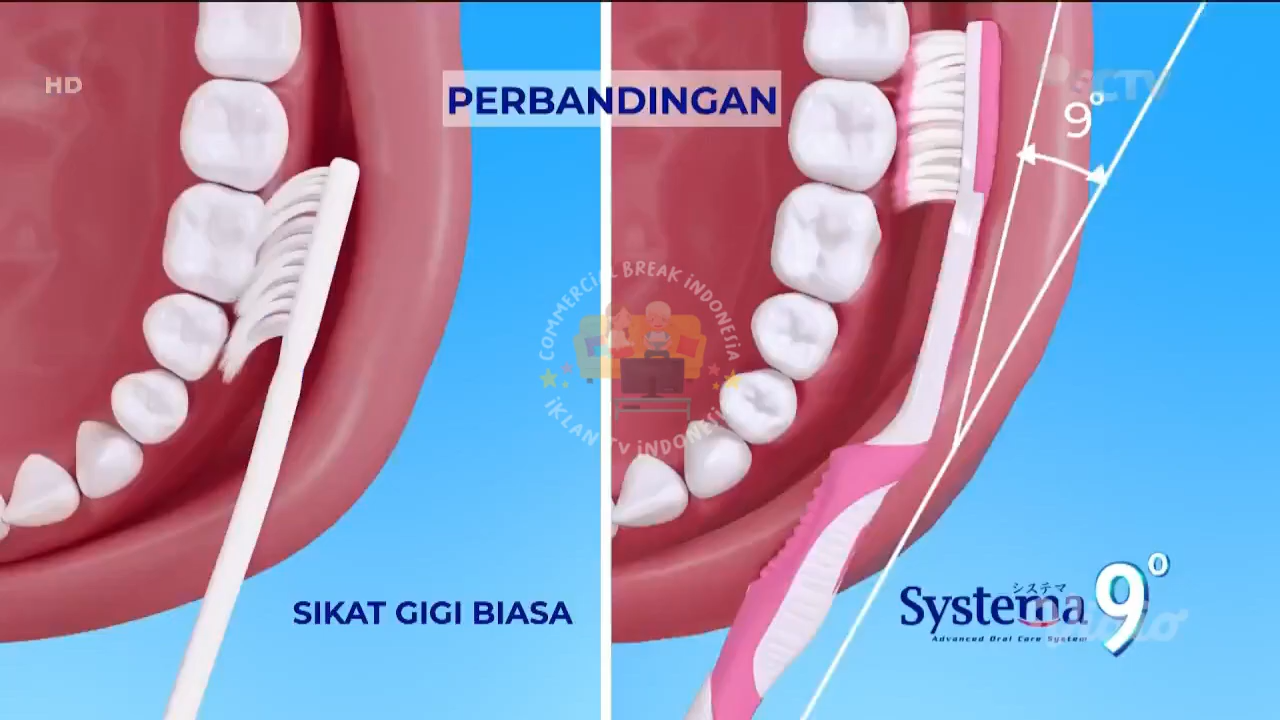 HD
PERBANDINGAN
CTV
9°
COMMERCIAL BREAK INDONESIA
IKLAN TV INDONESIA
SIKAT GIGI BIASA
システマ
Systema 9°
Advanced Oral Care System